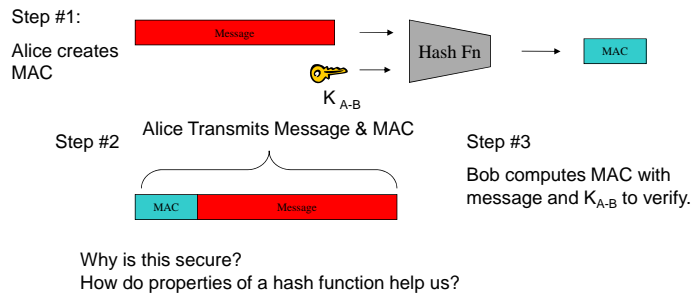 Step #1:
Alice creates
MAC
Message
K A-B
Hash Fn
MAC
Step #2
Alice Transmits Message & MAC
MAC
Message
Step #3
Bob computes MAC with
message and KA-B to verify.
Why is this secure?
How do properties of a hash function help us?